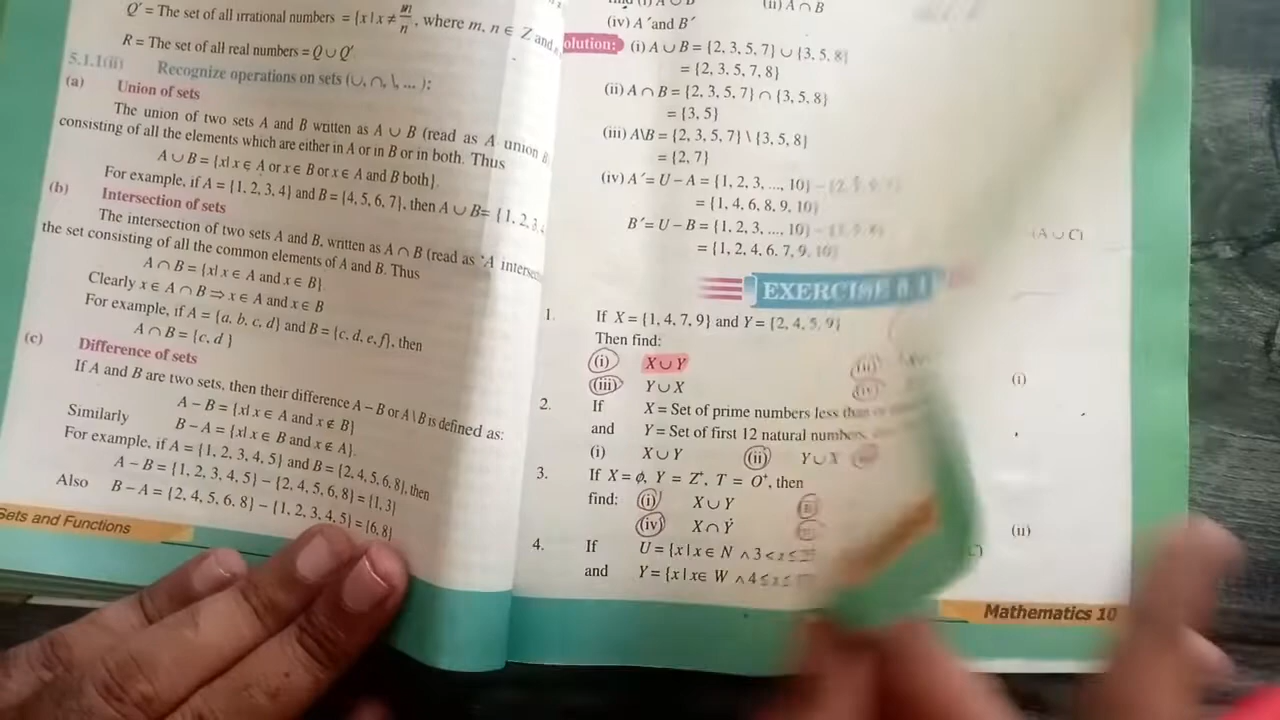 Q′ = The set of all irrational numbers = {x | x ≠ m/n, where m, n ∈ Z and
R = The set of all real numbers = Q ∪ Q′
5.1.1(ii) Recognize operations on sets (∪, ∩, \, ... ):
(a) Union of sets
The union of two sets A and B written as A ∪ B (read as A union B
consisting of all the elements which are either in A or in B or in both. Thus
A ∪ B = {x| x ∈ A or x ∈ B or x ∈ A and B both}.
For example, if A = {1, 2, 3, 4} and B = {4, 5, 6, 7}, then A ∪ B= {1, 2, 3, 4,
(b) Intersection of sets
The intersection of two sets A and B, written as A ∩ B (read as 'A
the set consisting of all the common elements of A and B. Thus
A ∩ B = {x| x ∈ A and x ∈ B}
Clearly x ∈ A ∩ B ⇒ x ∈ A and x ∈ B
For example, if A = {a, b, c, d} and B = {c, d, e, f}, then
A ∩ B = {c, d }
(c) Difference of sets
If A and B are two sets, then their difference A – B or A \ B is defined as:
A – B = {x| x ∈ A and x ∉ B}
Similarly B – A = {x| x ∈ B and x ∈ A}.
For example, if A = {1, 2, 3, 4, 5} and B = {2, 4, 5, 6, 8}, then
A – B = {1, 2, 3, 4, 5} – {2, 4, 5, 6, 8} = {1, 3}
Also B – A = {2, 4, 5, 6, 8} – {1, 2, 3, 4, 5} = {6, 8}
Sets and Functions
(ii) A ∩ B
(iv) A′ and B′
olution: (i) A ∪ B = {2, 3, 5, 7} ∪ {3, 5, 8}
= {2, 3, 5, 7, 8}
(ii) A ∩ B = {2, 3, 5, 7} ∩ {3, 5, 8}
= {3, 5}
(iii) A\B = {2, 3, 5, 7} \ {3, 5, 8}
= {2, 7}
(iv) A′ = U – A = {1, 2, 3, ..., 10} –
= {1, 4, 6, 8, 9, 10}
B′ = U – B = {1, 2, 3, ..., 10} –
= {1, 2, 4, 6, 7, 9, 10}
EXERCISE
1. If X = {1, 4, 7, 9} and Y = {2, 4, 5, 9}
Then find:
(i) X ∪ Y
(iii) Y ∪ X
2. If X = Set of prime numbers less than
and Y = Set of first 12 natural numbers,
(i) X ∪ Y (ii) Y ∪ X
3. If X = ϕ, Y = Z⁺, T = O⁺, then
find: (i) X ∪ Y
(iv) X ∩ Y
4. If U = {x | x ∈ N ∧ 3 < x ≤
and Y = {x | x∈ W ∧ 4 ≤ x ≤
(A ∪ C)
(i)
(ii)
Mathematics 10